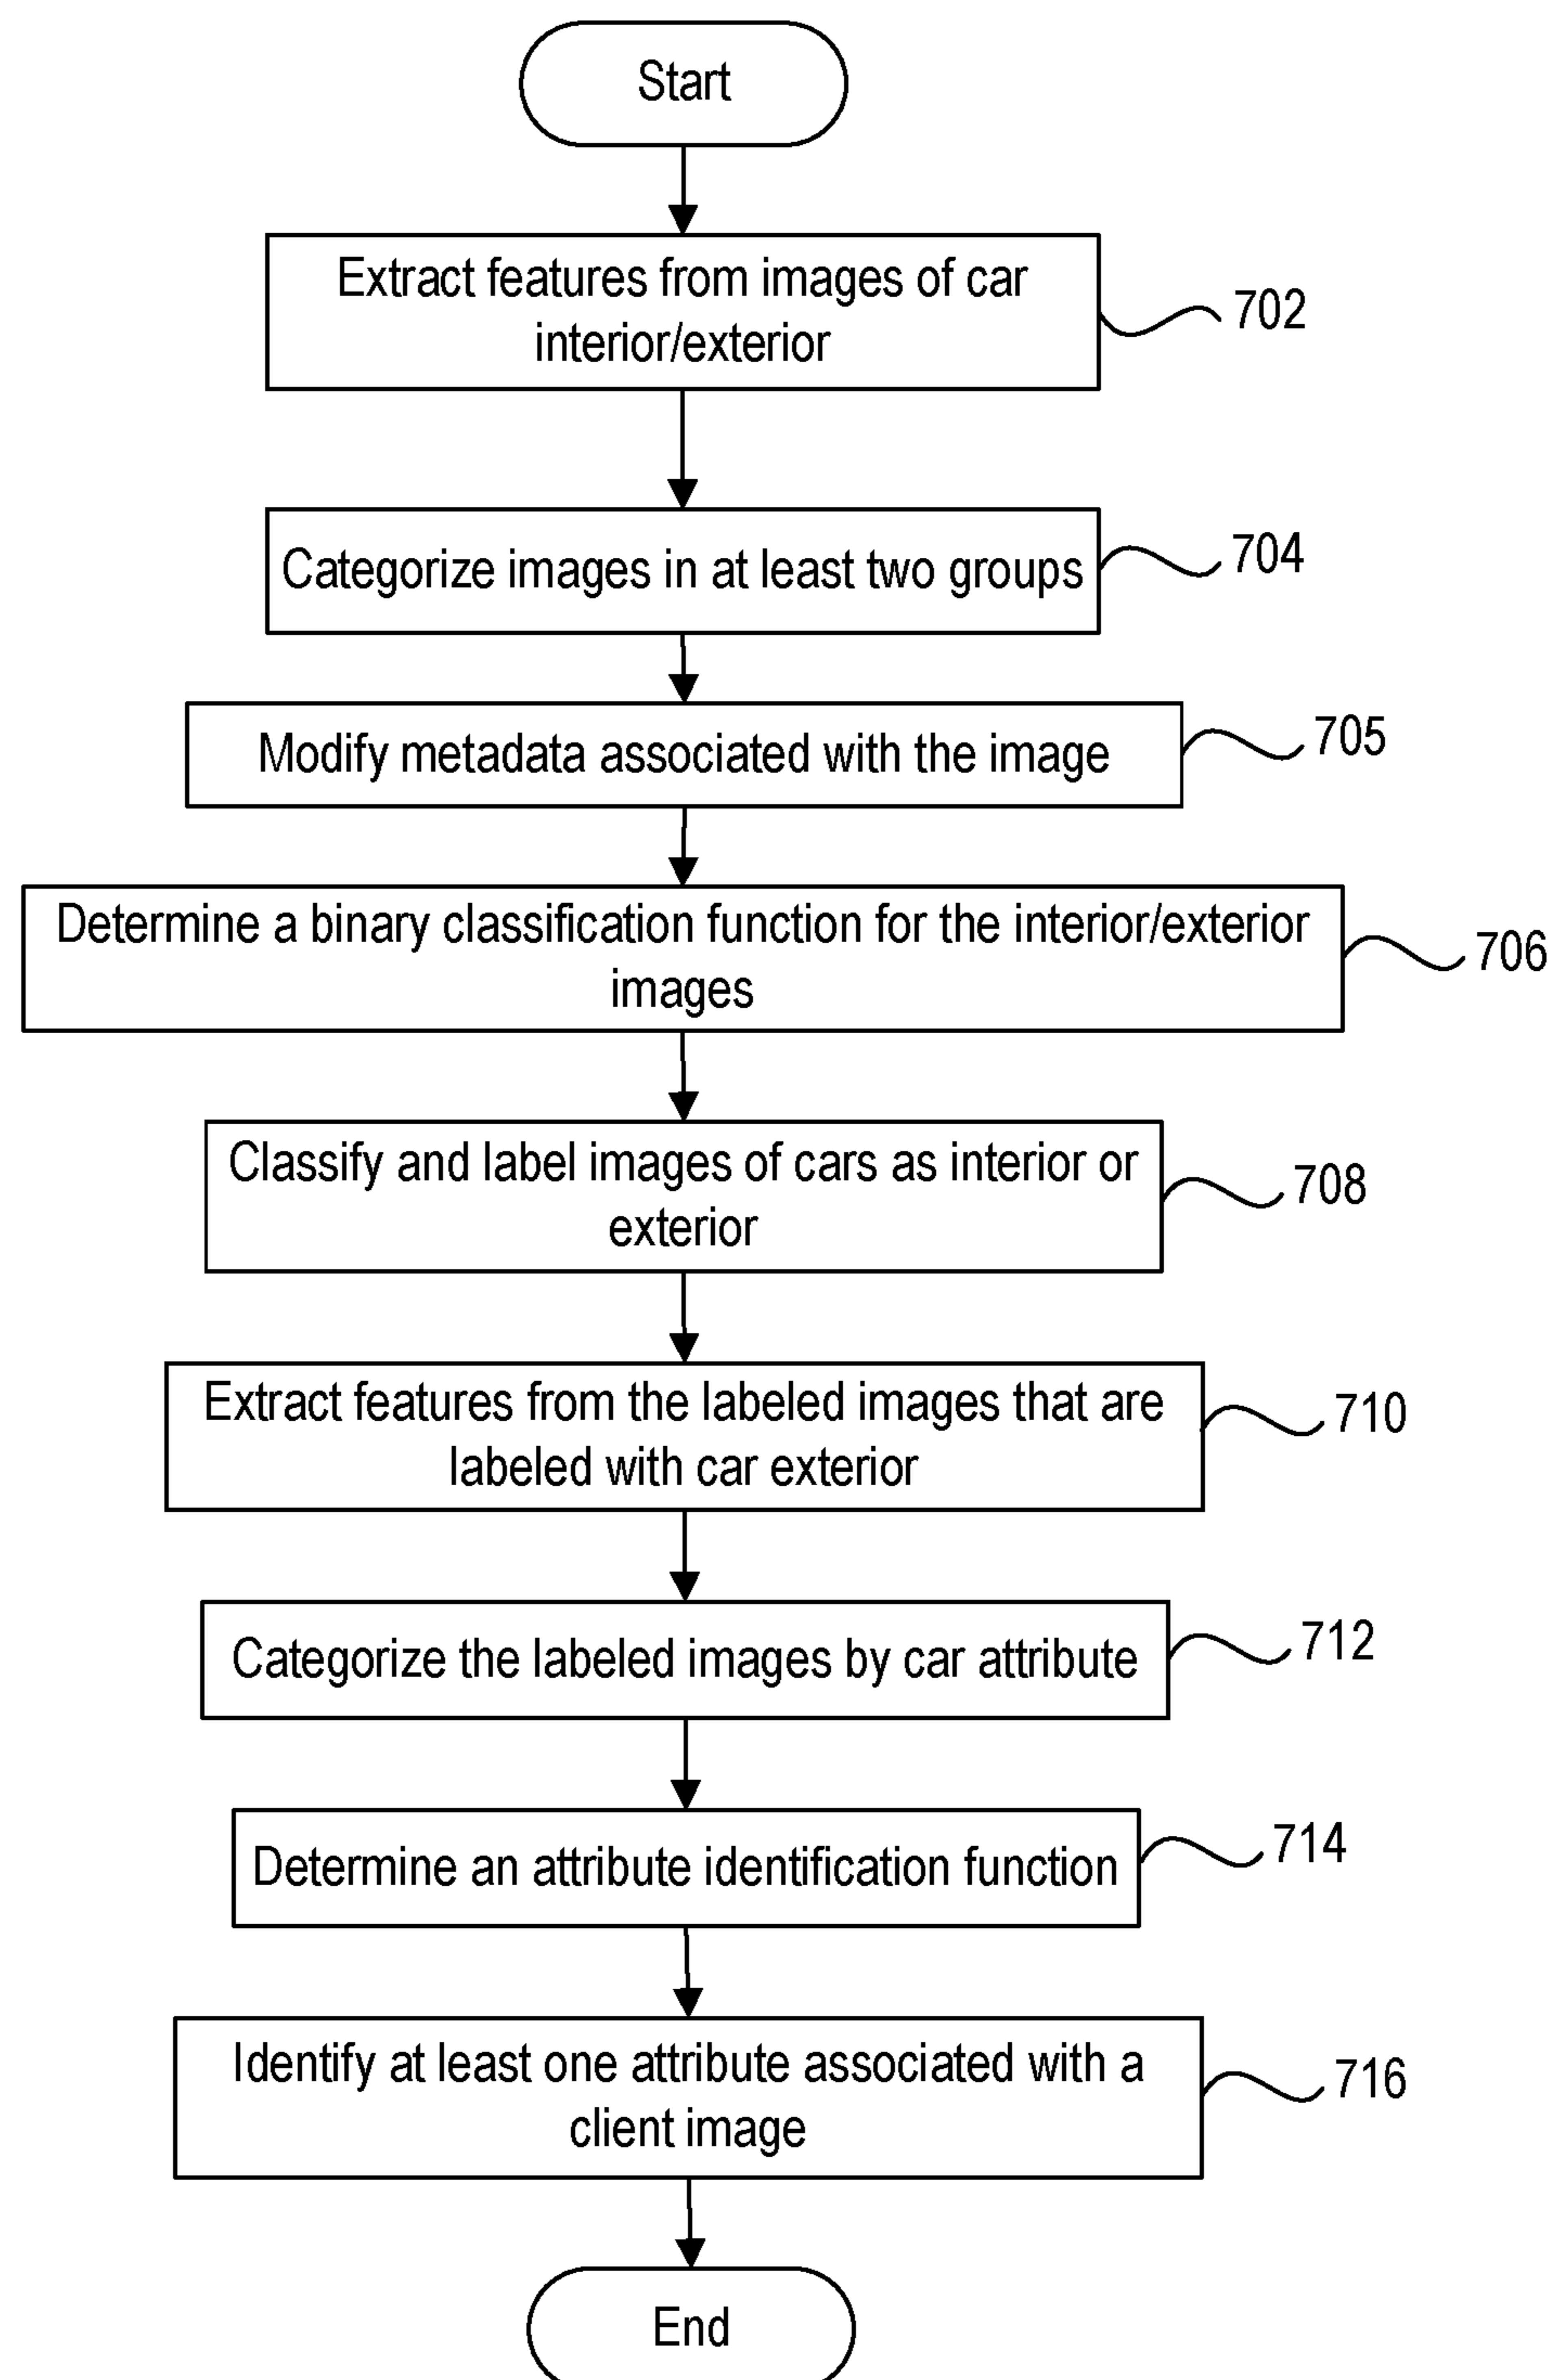 Start
Extract features from images of car
interior/exterior
702
Categorize images in at least two groups
704
Modify metadata associated with the image
705
Determine a binary classification function for the interior/exterior
images
706
Classify and label images of cars as interior or
exterior
708
Extract features from the labeled images that are
labeled with car exterior
710
Categorize the labeled images by car attribute
712
Determine an attribute identification function
714
Identify at least one attribute associated with a
client image
716
End